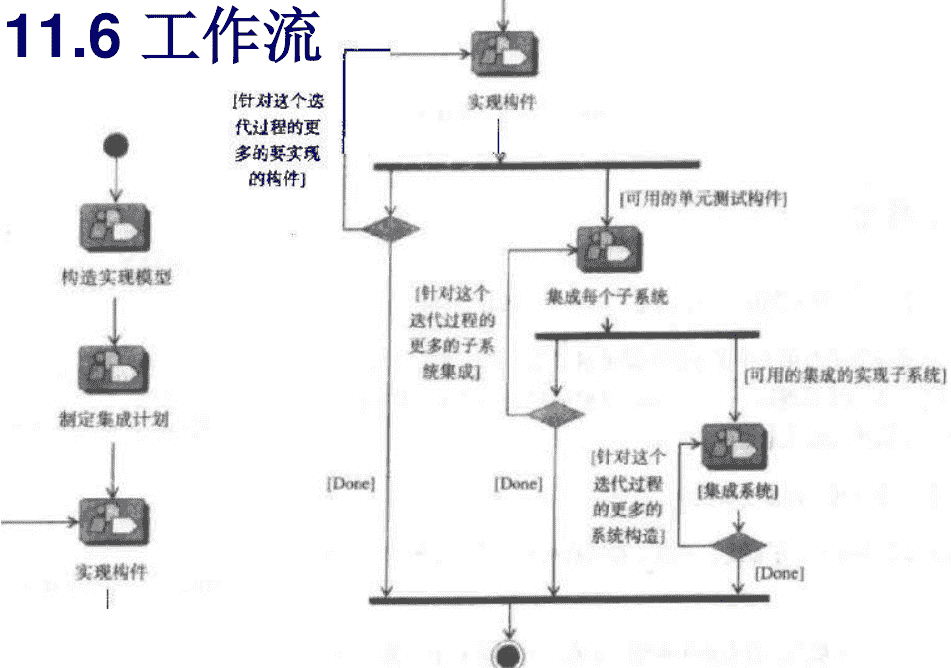 11.6 工作流
构造实现模型
制定集成计划
实现构件
实现构件
[针对这个迭
代过程的更
多的要实现
的构件]
[可用的单元测试构件]
集成每个子系统
[针对这个
迭代过程的
更多的子系
统集成]
[可用的集成的实现子系统]
[集成系统]
[针对这个
迭代过程
的更多的
系统构造]
[Done]
[Done]
[Done]